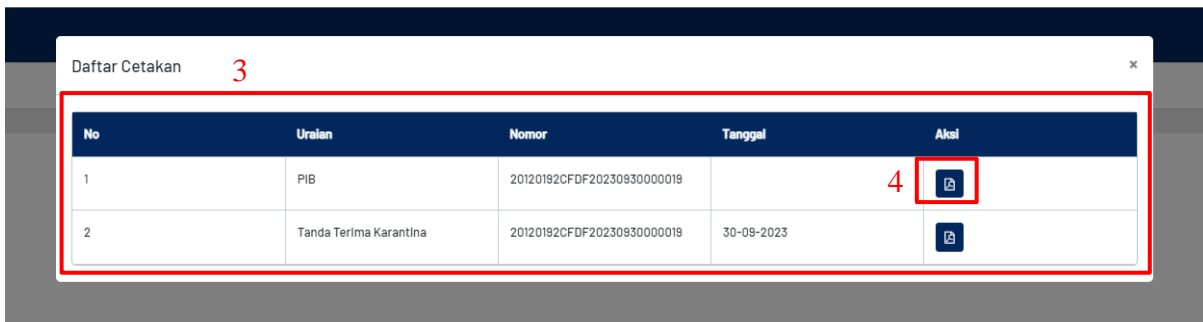 Daftar Cetakan 3 ×
No Uraian Nomor Tanggal Aksi
1 PIB 20120192CFDF20230930000019 4
2 Tanda Terima Karantina 20120192CFDF20230930000019 30-09-2023